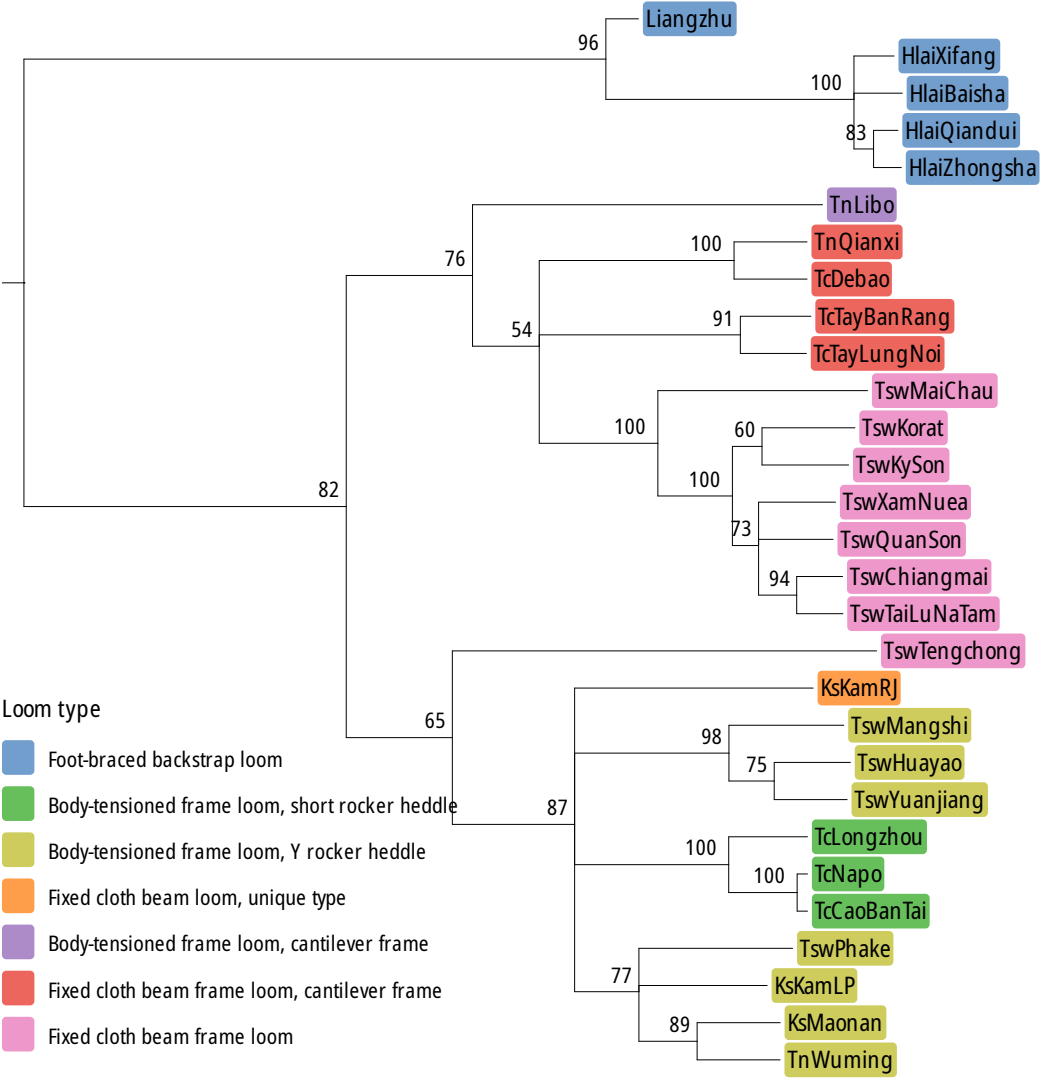 Liangzhu
96
HlaiXifang
100
HlaiBaisha
HlaiQiandui
83
HlaiZhongsha
TnLibo
TnQianxi
100
76
TcDebao
TcTayBanRang
91
54
TcTayLungNoi
TswMaiChau
TswKorat
100
60
TswKySon
100
82
TswXamNuea
73
TswQuanSon
TswChiangmai
94
TswTaiLuNaTam
TswTengchong
KsKamRJ
Loom type
65
TswMangshi
98
Foot-braced backstrap loom
TswHuayao
75
TswYuanjiang
Body-tensioned frame loom, short rocker heddle
87
TcLongzhou
100
Body-tensioned frame loom, Y rocker heddle
TcNapo
100
Fixed cloth beam loom, unique type
TcCaoBanTai
Body-tensioned frame loom, cantilever frame
TswPhake
77
KsKamLP
Fixed cloth beam frame loom, cantilever frame
KsMaonan
89
Fixed cloth beam frame loom
TnWuming